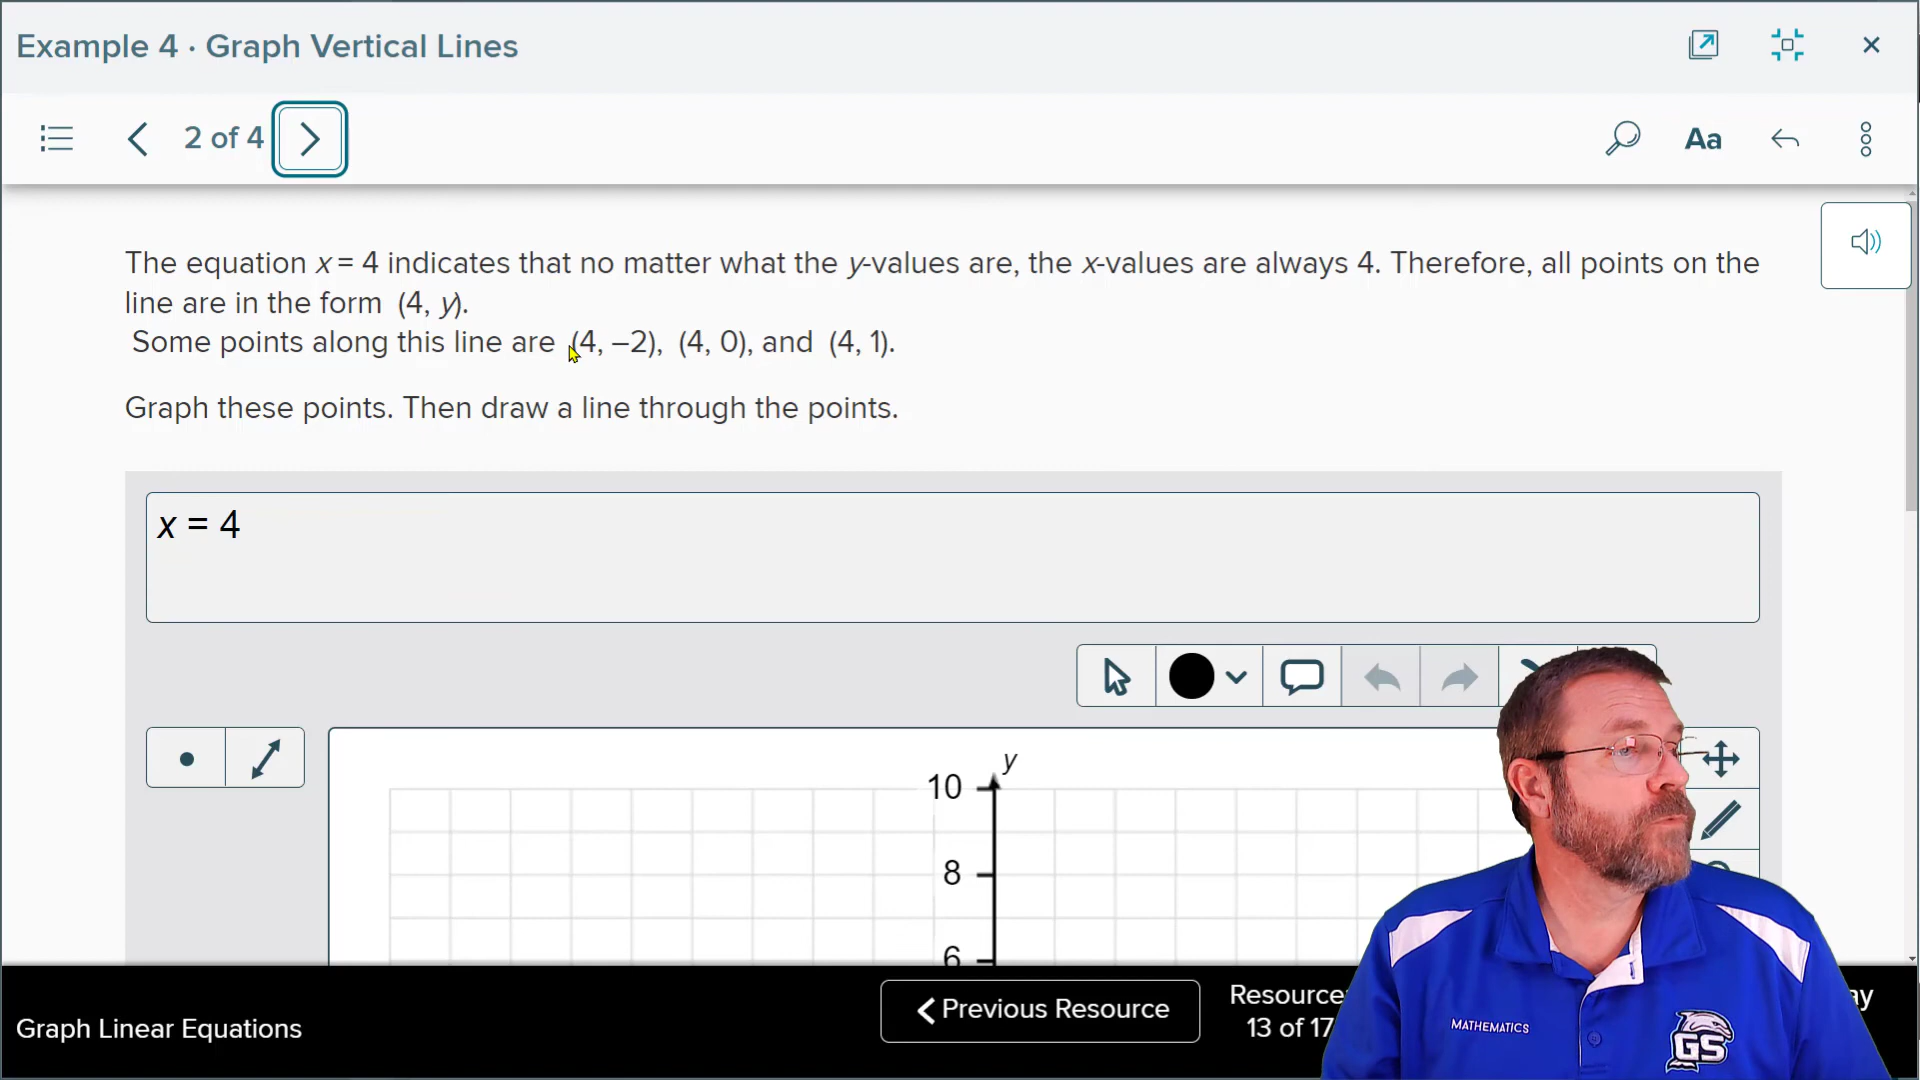 Example 4 · Graph Vertical Lines
2 of 4
Aa
The equation x = 4 indicates that no matter what the y-values are, the x-values are always 4. Therefore, all points on the
line are in the form (4, y).
Some points along this line are (4, –2), (4, 0), and (4, 1).
Graph these points. Then draw a line through the points.
x = 4
y
10
8
6
Previous Resource
Resource
13 of 17
Graph Linear Equations
MATHEMATICS
GS